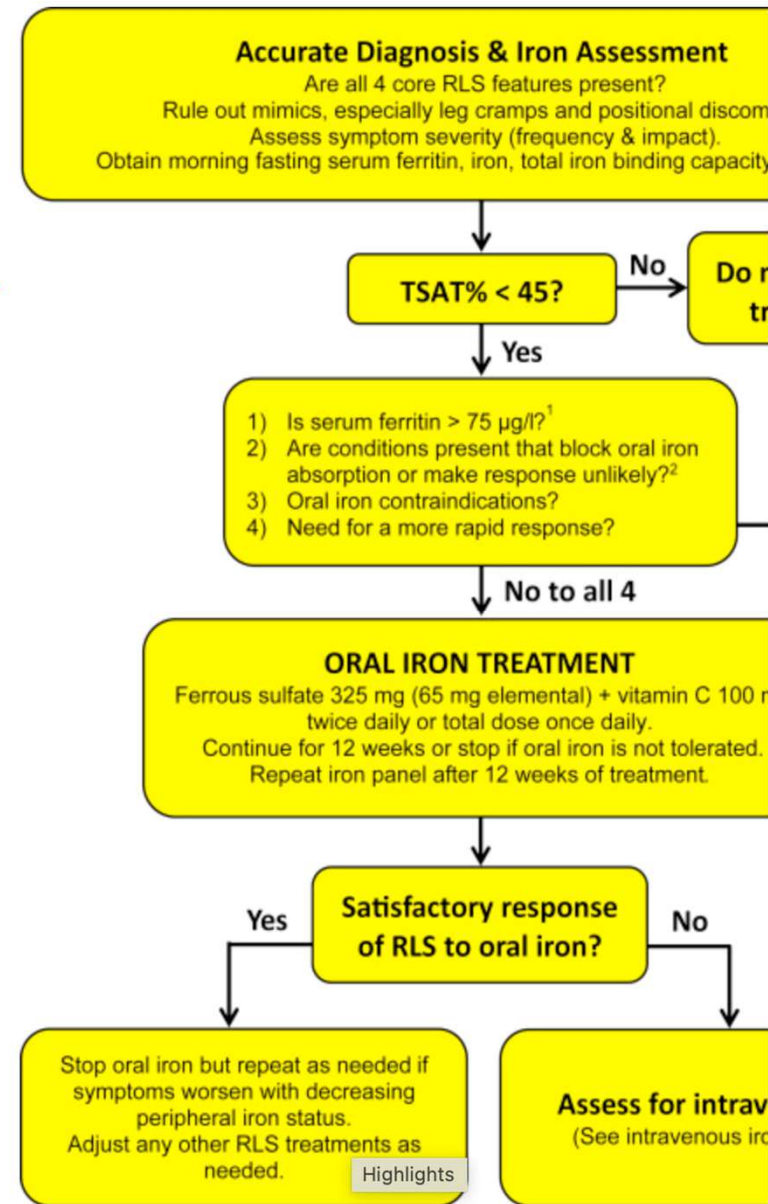 Accurate Diagnosis & Iron Assessment
Are all 4 core RLS features present?
Rule out mimics, especially leg cramps and positional discom
Assess symptom severity (frequency & impact).
Obtain morning fasting serum ferritin, iron, total iron binding capacity
TSAT% < 45?
No
Do
Yes
1) Is serum ferritin > 75 µg/l?¹
2) Are conditions present that block oral iron
absorption or make response unlikely?²
3) Oral iron contraindications?
4) Need for a more rapid response?
No to all 4
ORAL IRON TREATMENT
Ferrous sulfate 325 mg (65 mg elemental) + vitamin C 100
twice daily or total dose once daily.
Continue for 12 weeks or stop if oral iron is not tolerated.
Repeat iron panel after 12 weeks of treatment.
Satisfactory response
of RLS to oral iron?
Yes
No
Stop oral iron but repeat as needed if
symptoms worsen with decreasing
peripheral iron status.
Adjust any other RLS treatments as
needed.
Assess for intrav
(See intravenous iro
Highlights